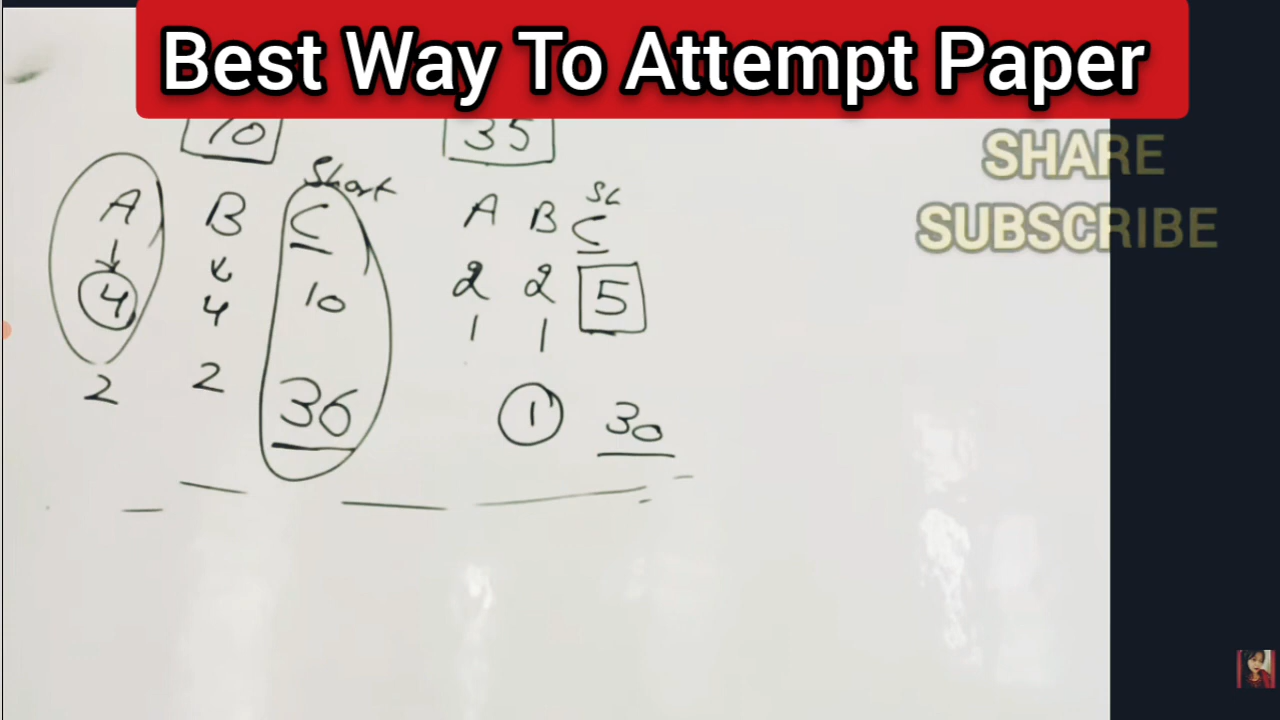 Best Way To Attempt Paper
SHARE
SUBSCRIBE
70 35
Short
A B C A B SC C
4 4 10 2 2 5
1 1
2 2 36 1 30